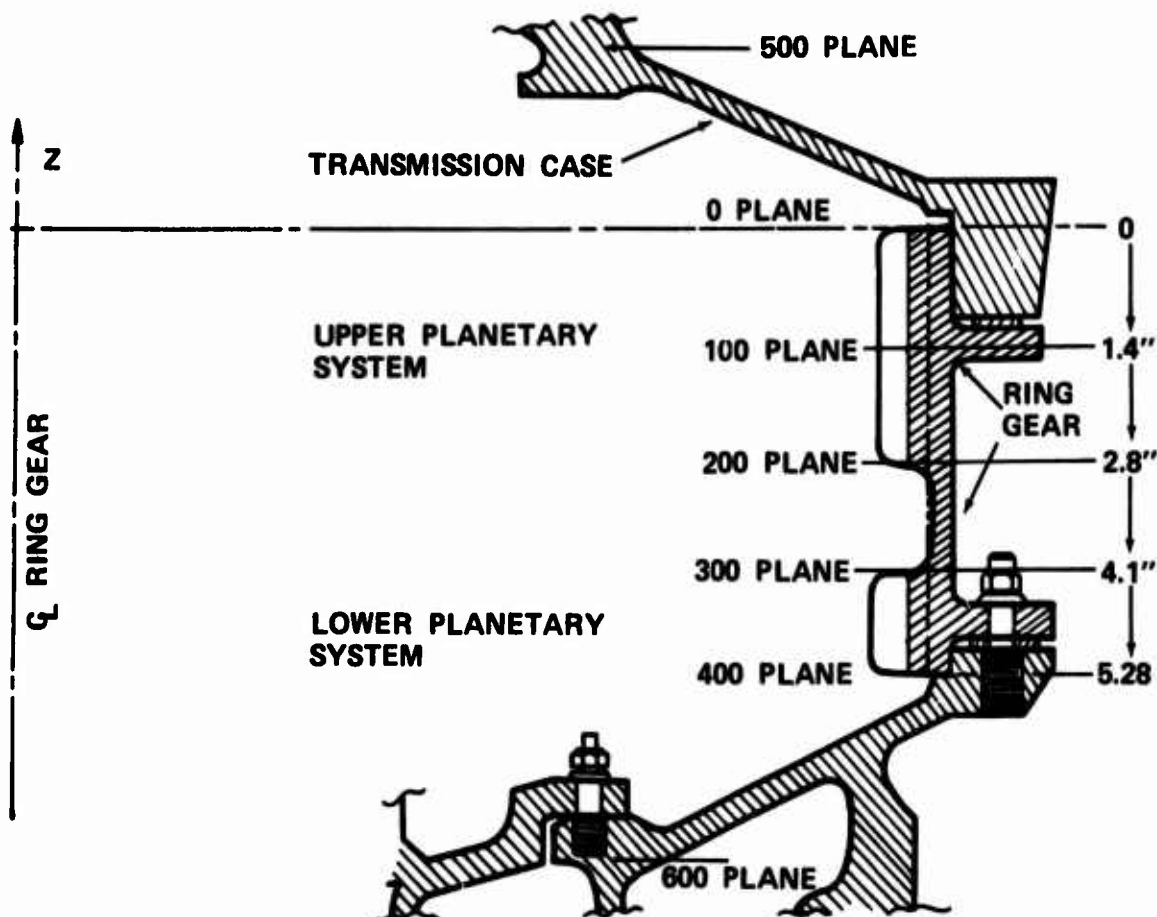 500 PLANE
Z
TRANSMISSION CASE
0 PLANE
0
UPPER PLANETARY
SYSTEM
100 PLANE
1.4"
RING
GEAR
200 PLANE
2.8"
℄ RING GEAR
300 PLANE
4.1"
LOWER PLANETARY
SYSTEM
400 PLANE
5.28
600 PLANE